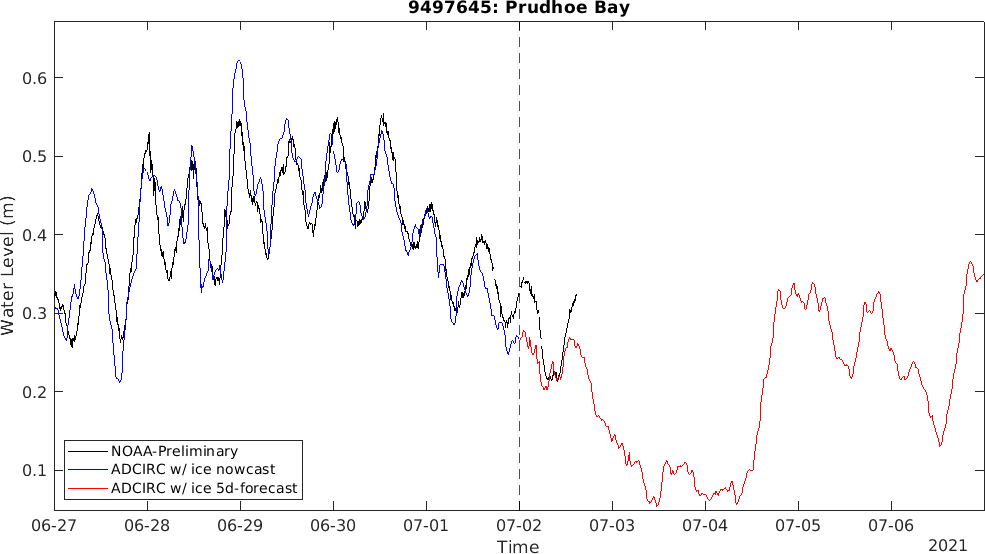 9497645: Prudhoe Bay
Water Level (m)
0.6
0.5
0.4
0.3
0.2
0.1
NOAA-Preliminary
ADCIRC w/ ice nowcast
ADCIRC w/ ice 5d-forecast
06-27 06-28 06-29 06-30 07-01 07-02 07-03 07-04 07-05 07-06
Time
2021